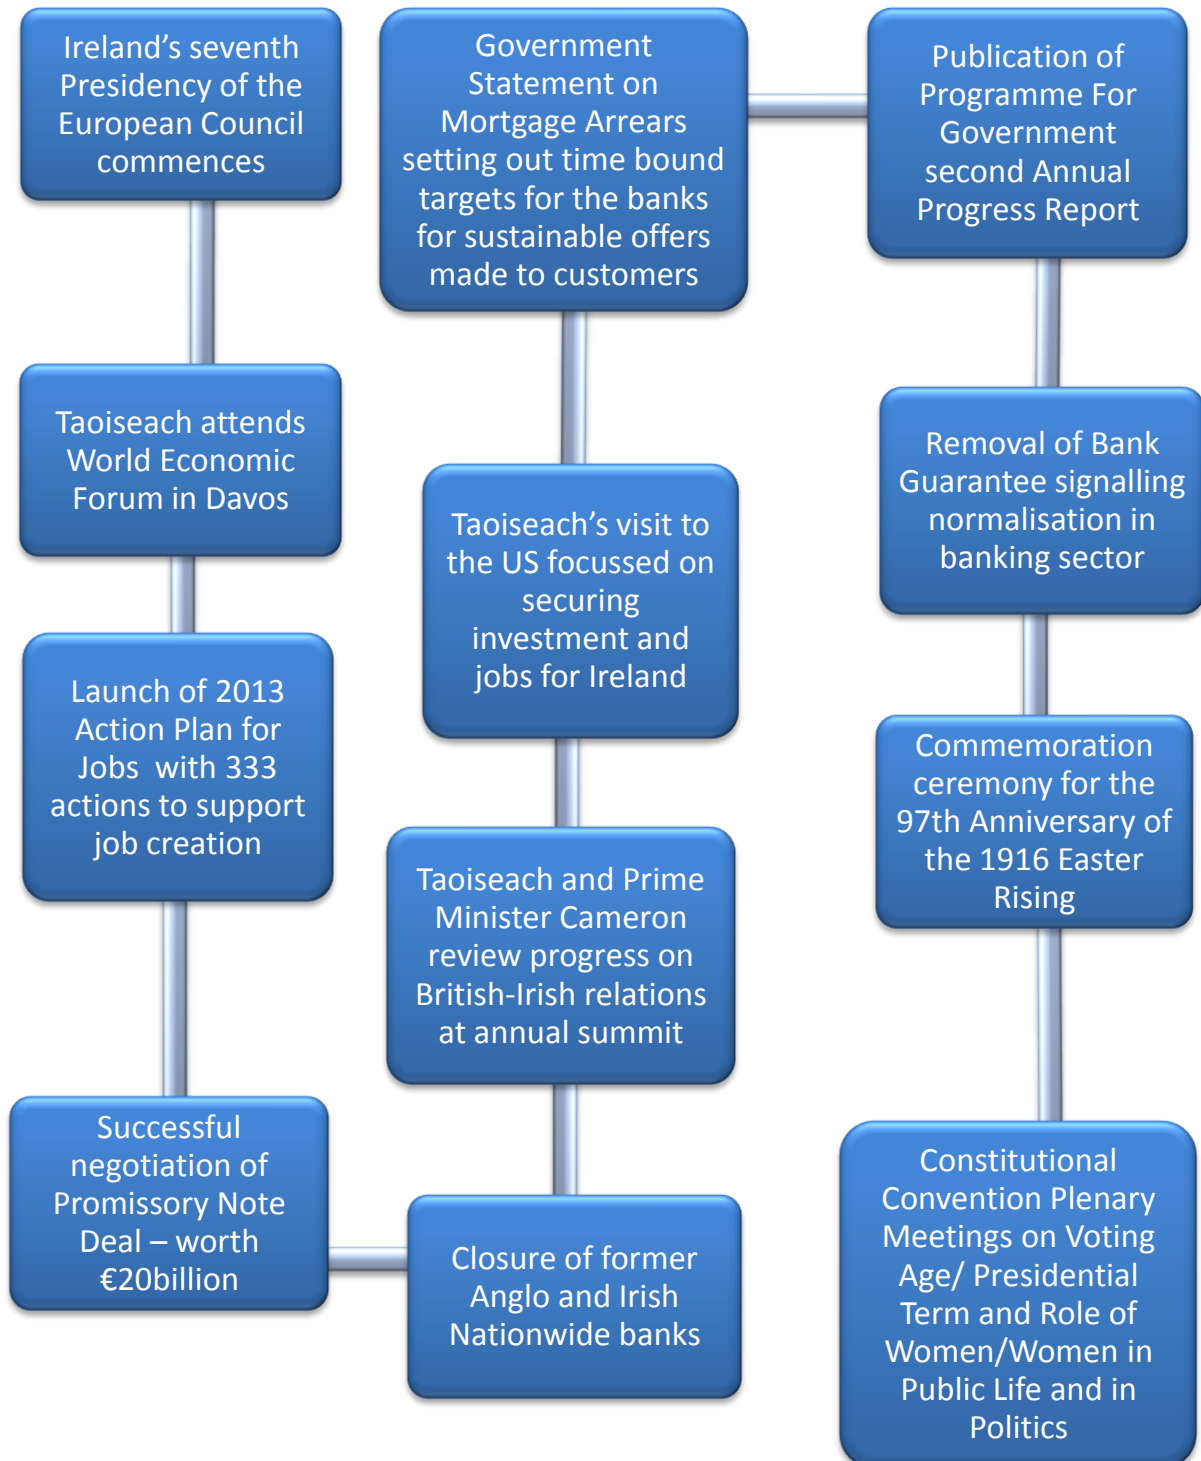 Ireland’s seventh
Presidency of the
European Council
commences
Taoiseach attends
World Economic
Forum in Davos
Launch of 2013
Action Plan for
Jobs  with 333
actions to support
job creation
Successful
negotiation of
Promissory Note
Deal – worth
€20billion
Closure of former
Anglo and Irish
Nationwide banks
Taoiseach and Prime
Minister Cameron
review progress on
British-Irish relations
at annual summit
Taoiseach’s visit to
the US focussed on
securing
investment and
jobs for Ireland
Government
Statement on
Mortgage Arrears
setting out time bound
targets for the banks
for sustainable offers
made to customers
Publication of
Programme For
Government
second Annual
Progress Report
Removal of Bank
Guarantee signalling
normalisation in
banking sector
Commemoration
ceremony for the
97th Anniversary of
the 1916 Easter
Rising
Constitutional
Convention Plenary
Meetings on Voting
Age/ Presidential
Term and Role of
Women/Women in
Public Life and in
Politics